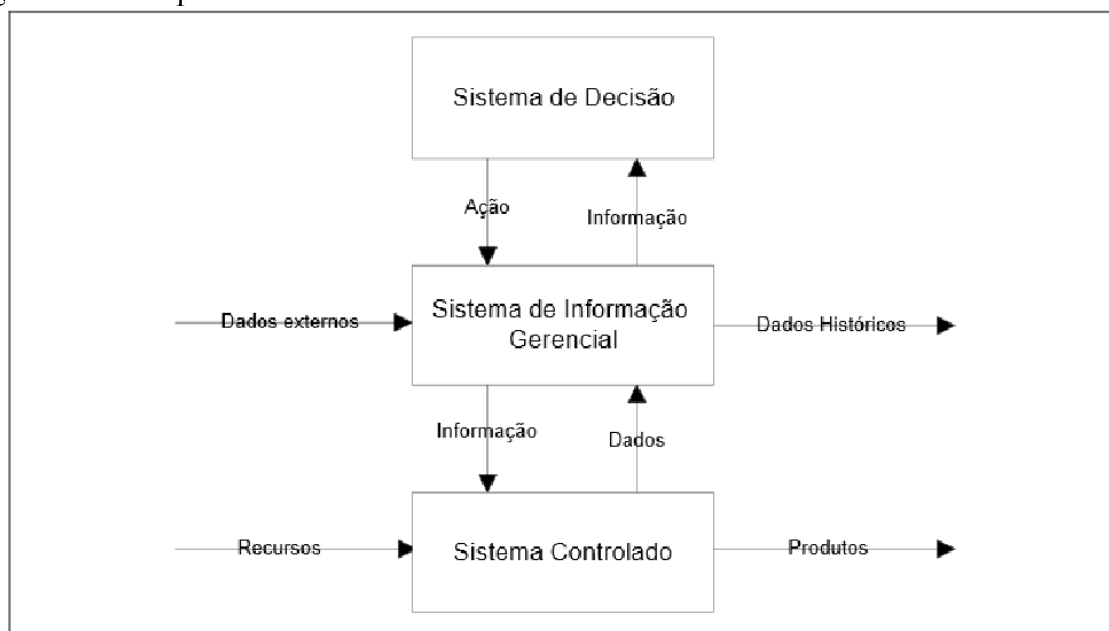 Sistema de Decisão
Ação
Informação
Sistema de Informação
Gerencial
Dados externos
Dados Históricos
Informação
Dados
Recursos
Sistema Controlado
Produtos